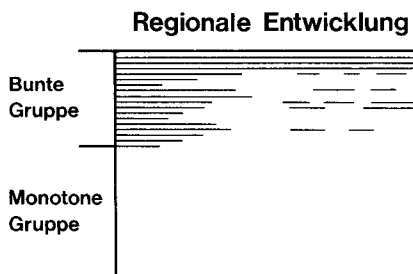 Regionale Entwicklung
Bunte
Gruppe
Monotone
Gruppe